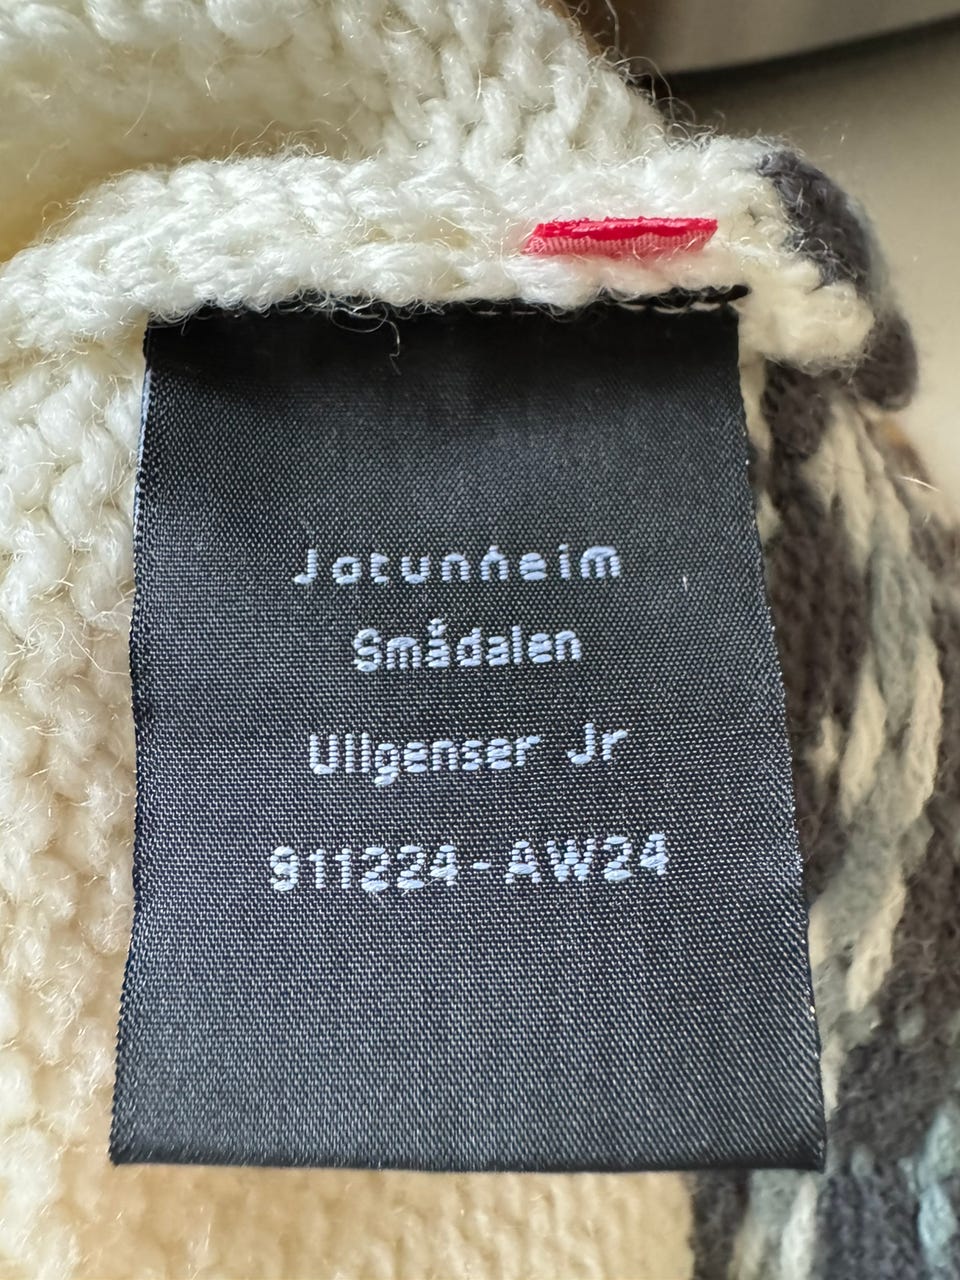 Jotunheim
Smådalen
Ullgenser Jr
911224-AW24